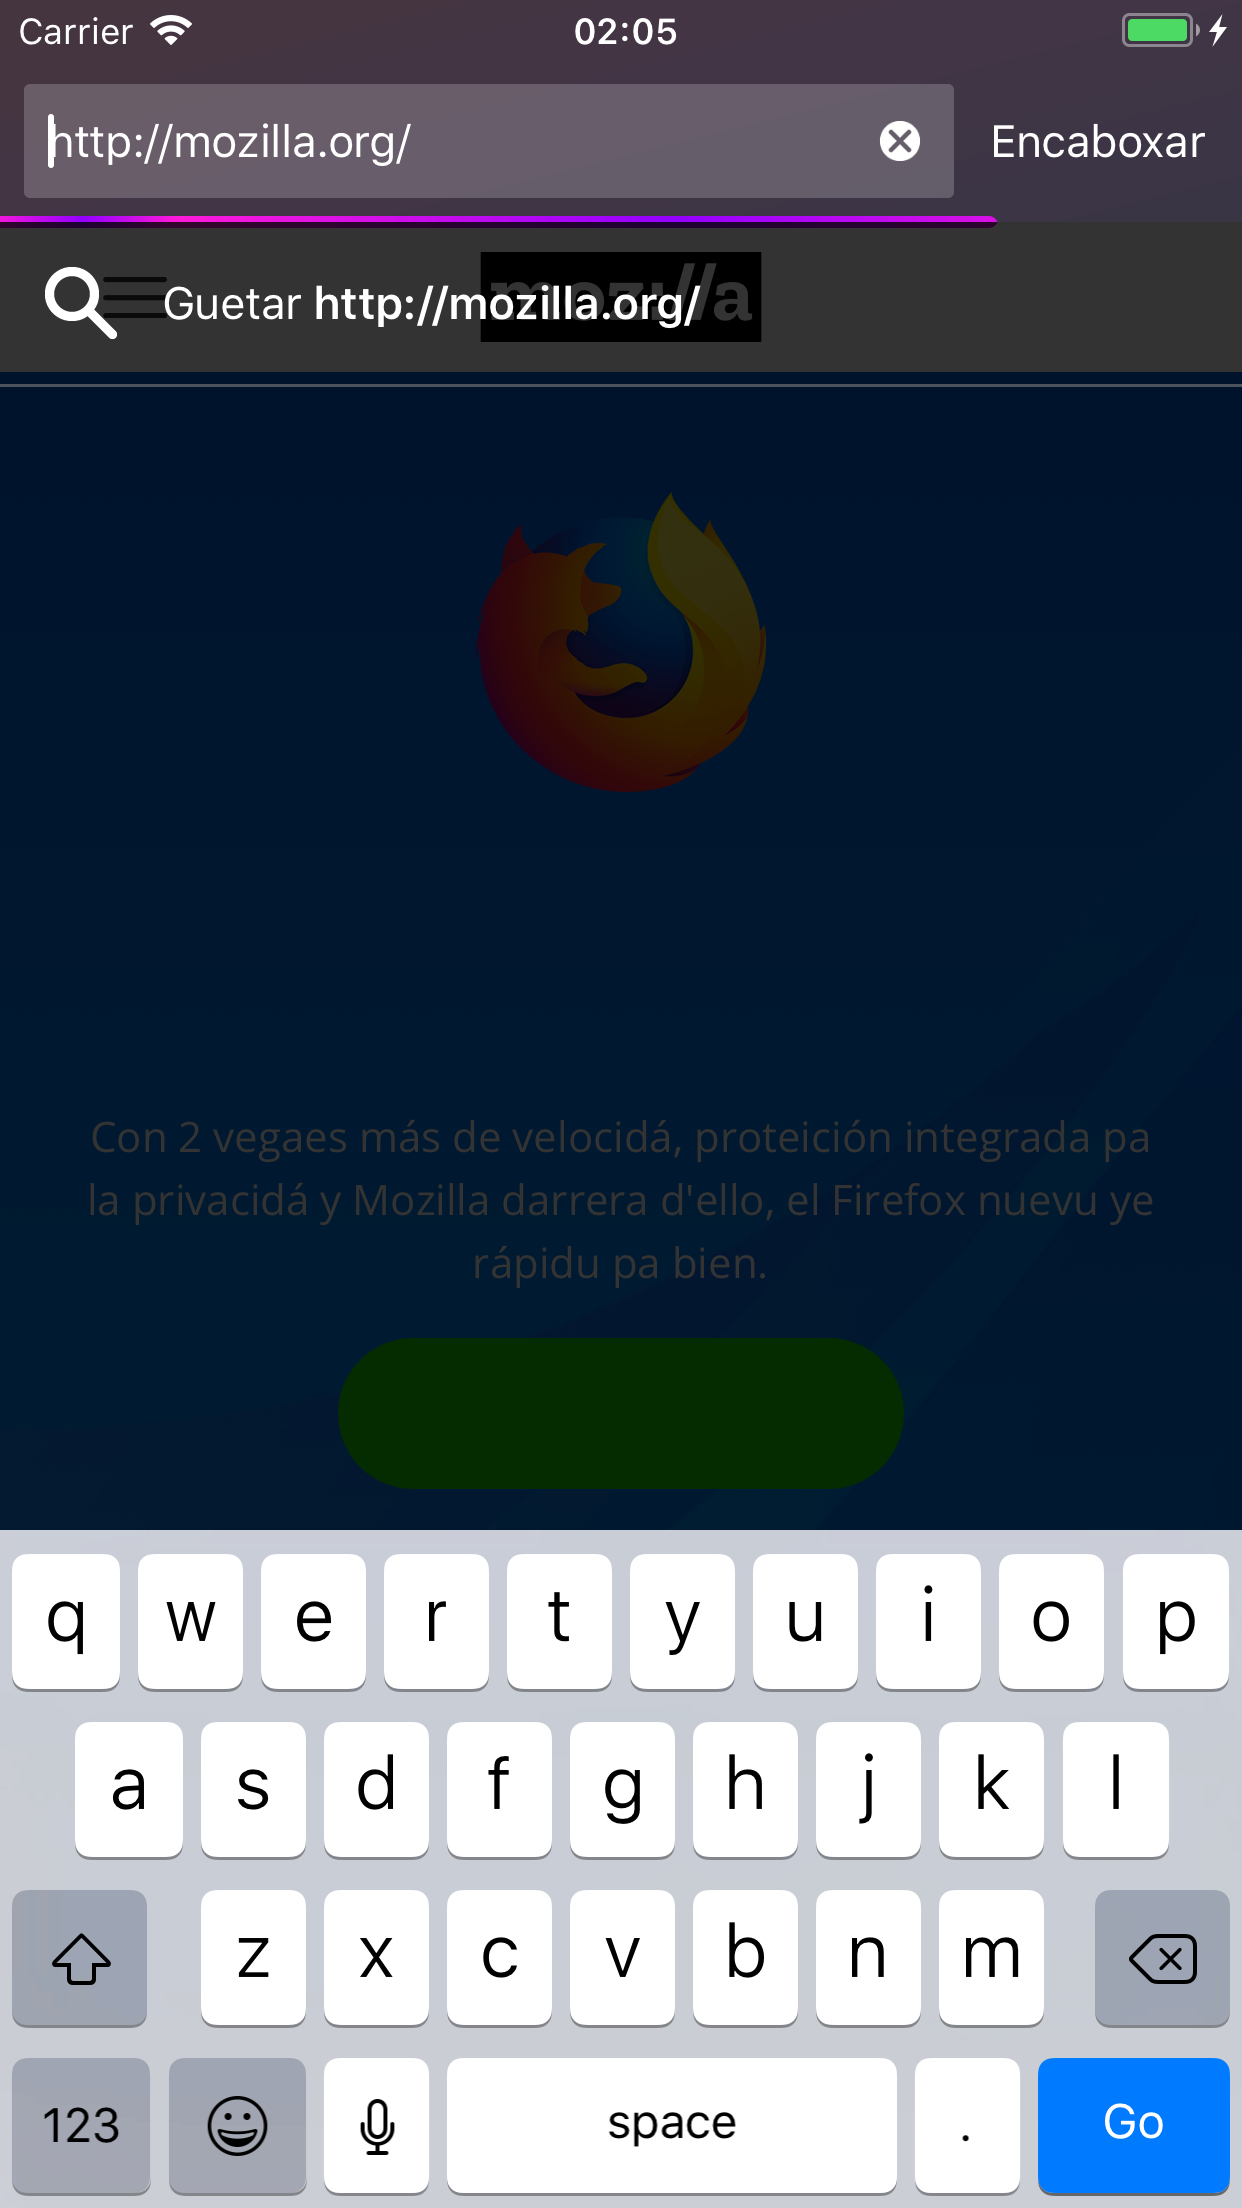 Carrier 02:05
http://mozilla.org/ Encaboxar
moz://a
Guetar http://mozilla.org/
Con 2 vegaes más de velocidá, proteición integrada pa
la privacidá y Mozilla darrera d'ello, el Firefox nuevu ye
rápidu pa bien.
q w e r t y u i o p
a s d f g h j k l
z x c v b n m
123 space . Go